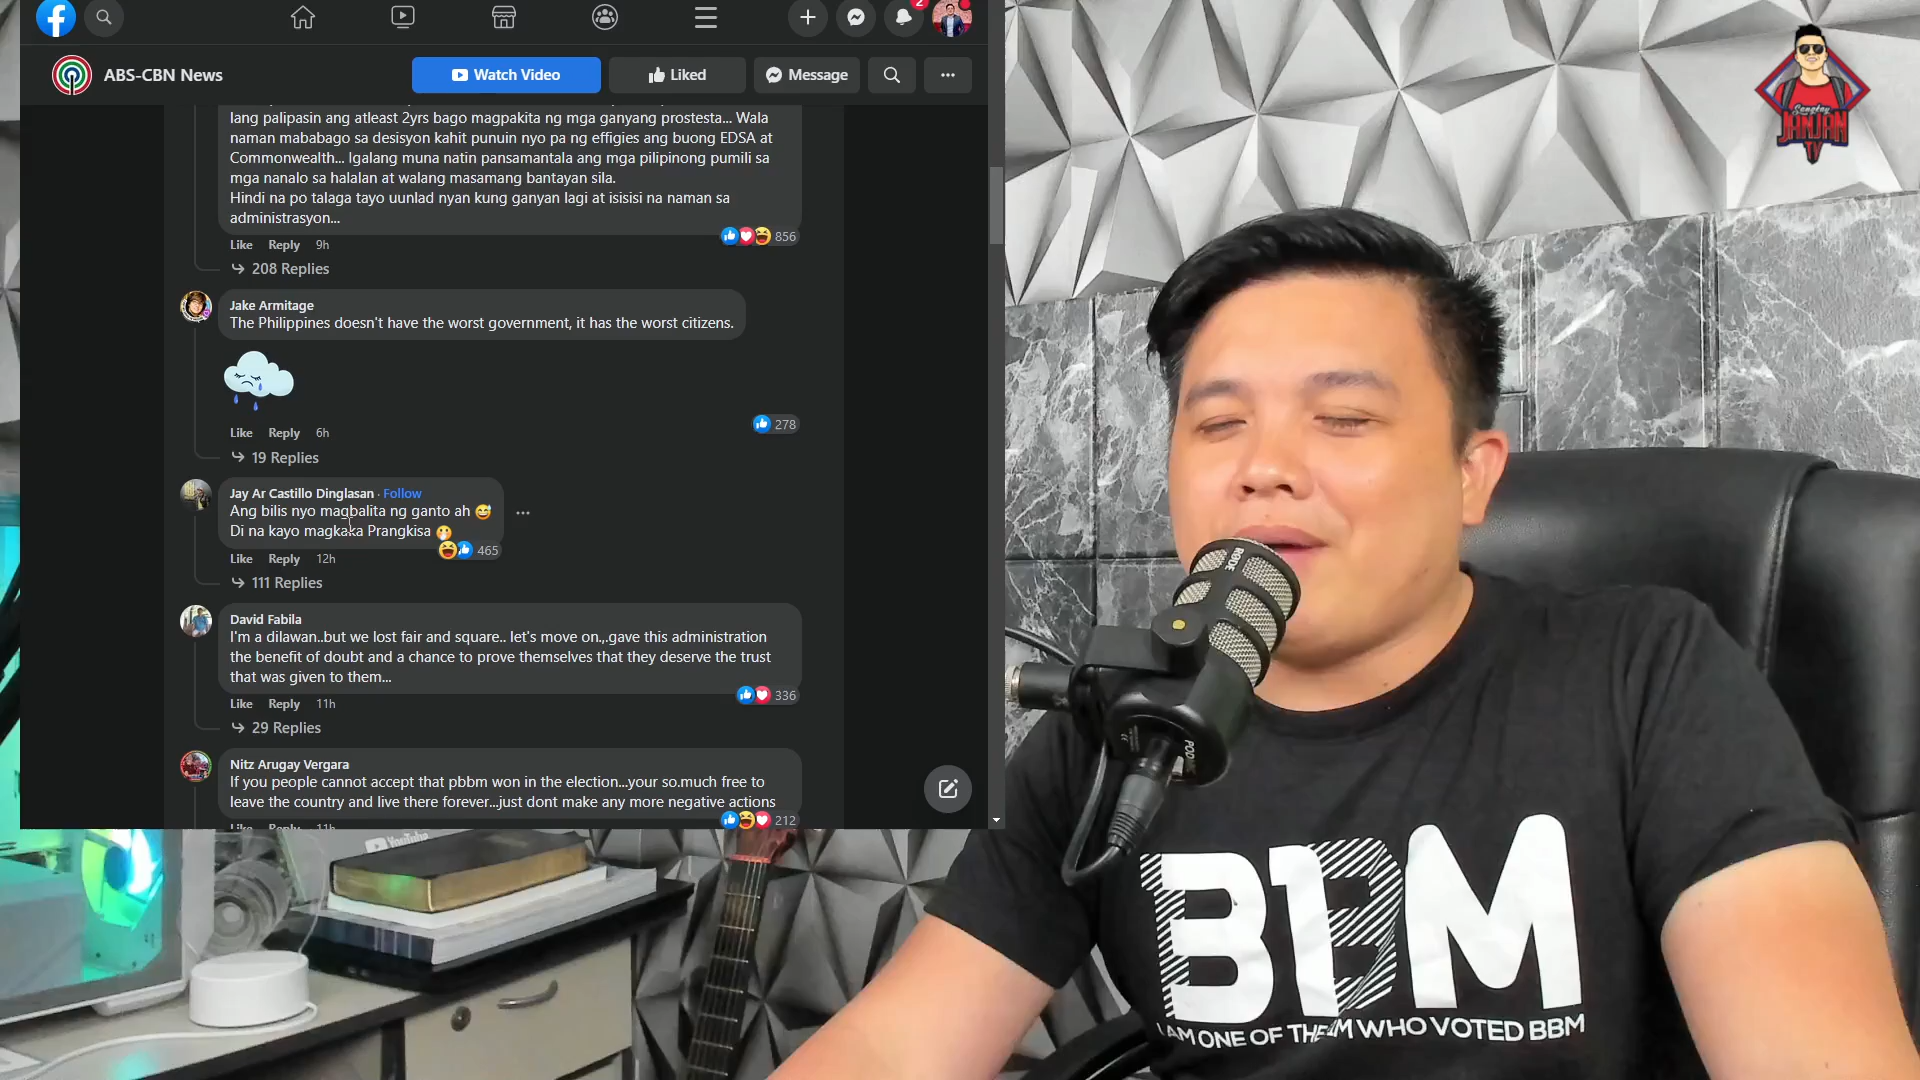 2
ABS-CBN News
Watch Video
Liked
Message
lang palipasin ang atleast 2yrs bago magpakita ng mga ganyang prostesta... Wala
naman mababago sa desisyon kahit punuin nyo pa ng effigies ang buong EDSA at
Commonwealth... Igalang muna natin pansamantala ang mga pilipinong pumili sa
mga nanalo sa halalan at walang masamang bantayan sila.
Hindi na po talaga tayo uunlad nyan kung ganyan lagi at isisisi na naman sa
administrasyon...
856
Like Reply 9h
208 Replies
Jake Armitage
The Philippines doesn't have the worst government, it has the worst citizens.
278
Like Reply 6h
19 Replies
Jay Ar Castillo Dinglasan · Follow
Ang bilis nyo magbalita ng ganto ah 😅
Di na kayo magkaka Prangkisa 🤭
465
Like Reply 12h
111 Replies
David Fabila
I'm a dilawan..but we lost fair and square.. let's move on.,.gave this administration
the benefit of doubt and a chance to prove themselves that they deserve the trust
that was given to them...
336
Like Reply 11h
29 Replies
Nitz Arugay Vergara
If you people cannot accept that pbbm won in the election...your so.much free to
leave the country and live there forever...just dont make any more negative actions
212
Like Reply 11h
Sangkay
JANJAN
TV
RØDE
POD
YouTube
BBM
I AM ONE OF THEM WHO VOTED BBM